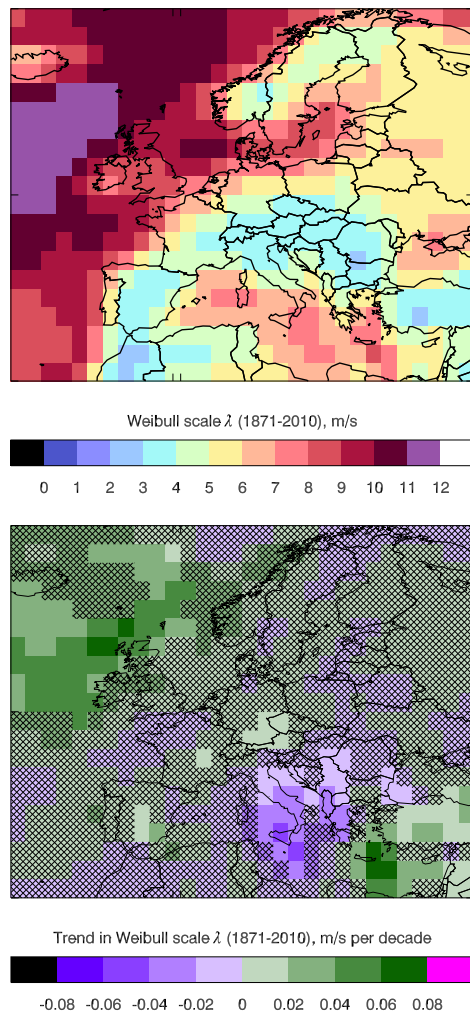 Weibull scale λ (1871-2010), m/s
0 1 2 3 4 5 6 7 8 9 10 11 12
Trend in Weibull scale λ (1871-2010), m/s per decade
-0.08 -0.06 -0.04 -0.02 0 0.02 0.04 0.06 0.08